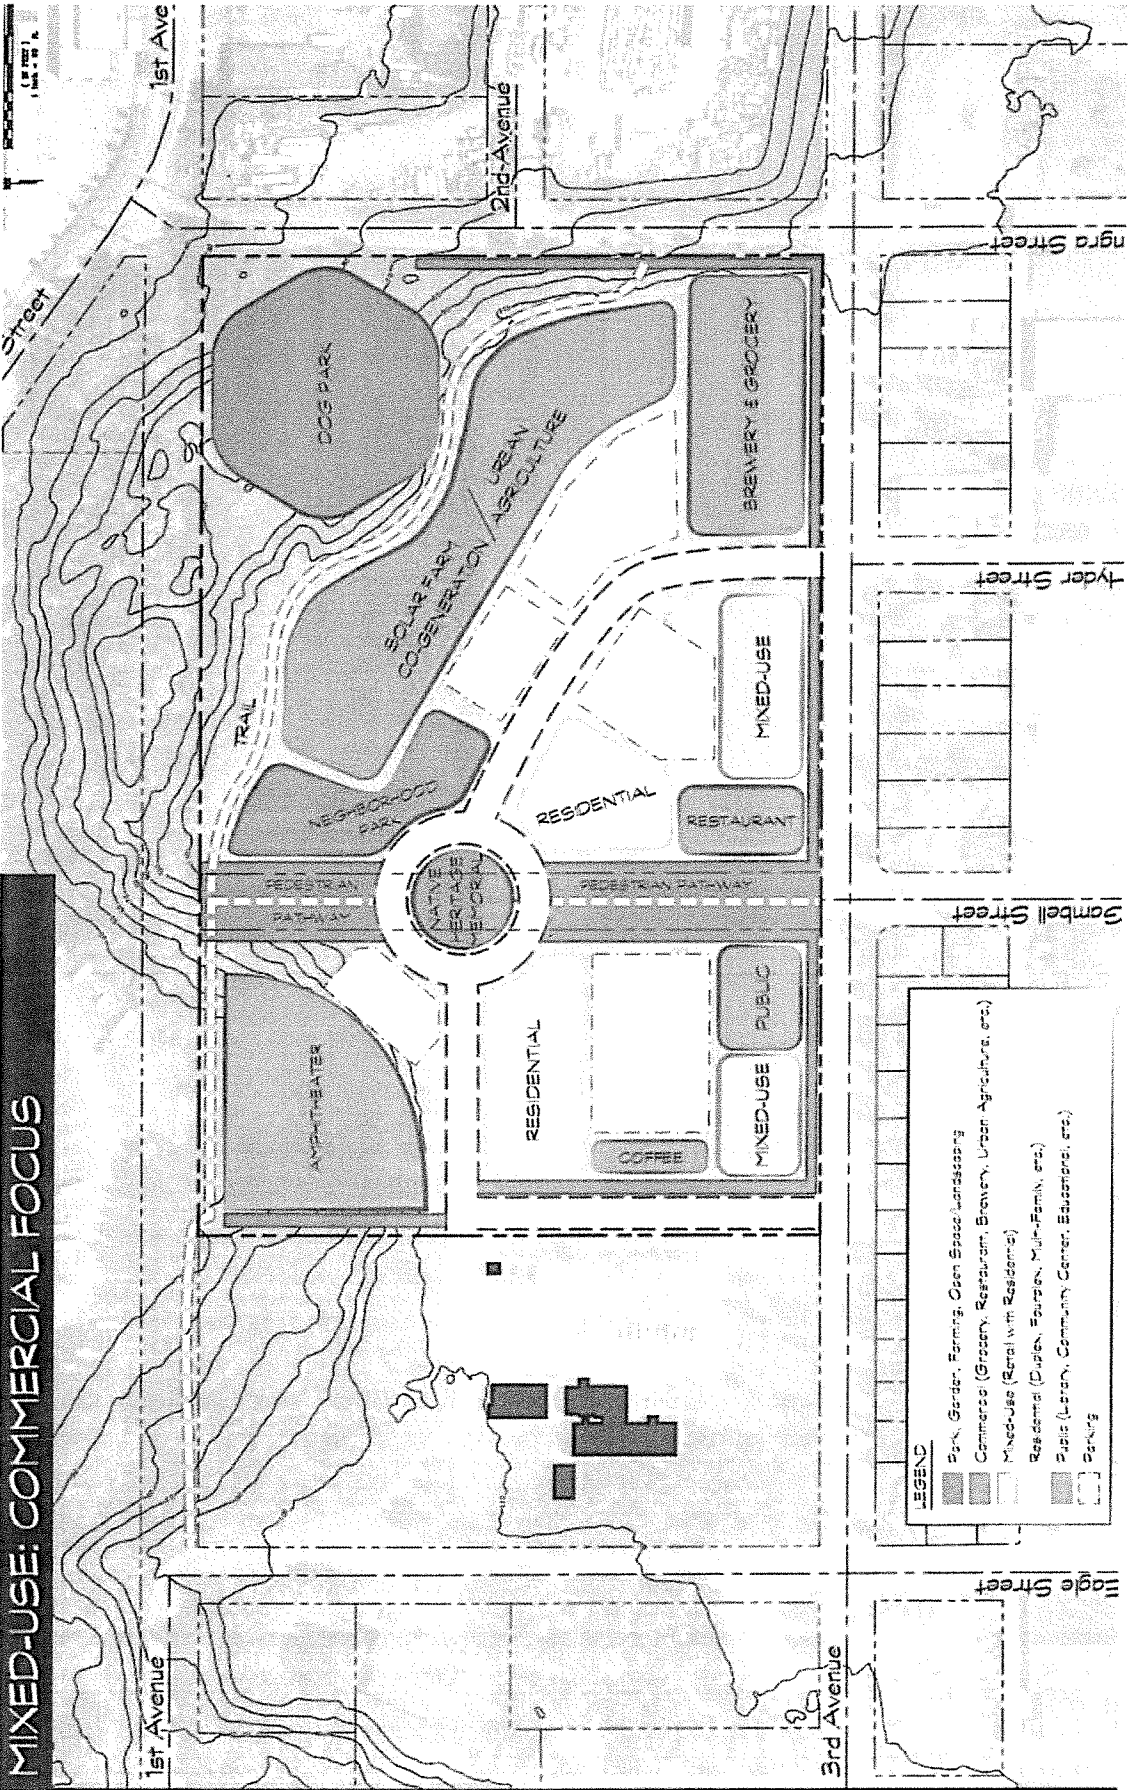 MIXED-USE: COMMERCIAL FOCUS
1st Avenue
1st Ave
Street
2nd Avenue
TRAIL
DOG PARK
AMPHITHEATER
PEDESTRIAN
PATHWAY
NEIGHBORHOOD
PARK
SOLAR FARM
CO-GENERATION /
URBAN
AGRICULTURE
NATIVE
HERITAGE
MEMORIAL
PEDESTRIAN PATHWAY
RESIDENTIAL
RESIDENTIAL
COFFEE
MIXED-USE
PUBLIC
RESTAURANT
MIXED-USE
BREWERY & GROCERY
3rd Avenue
Eagle Street
Gambell Street
Hyder Street
ngra Street
LEGEND
Park, Garden, Farming, Open Space/Landscaping
Commercial (Grocery, Restaurant, Brewery, Urban Agriculture, etc.)
Mixed-Use (Retail with Residential)
Residential (Duplex, Fourplex, Multi-Family, etc.)
Public (Library, Community Center, Educational, etc.)
Parking